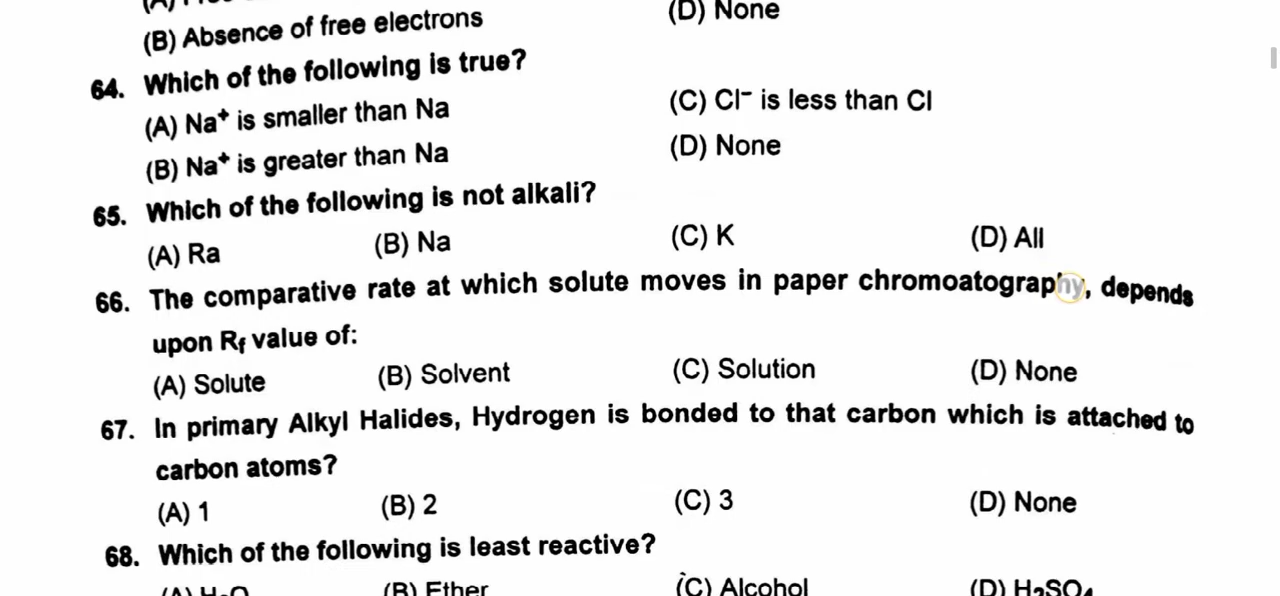 (B) Absence of free electrons (D) None
64. Which of the following is true?
(A) Na⁺ is smaller than Na (C) Cl⁻ is less than Cl
(B) Na⁺ is greater than Na (D) None
65. Which of the following is not alkali?
(A) Ra (B) Na (C) K (D) All
66. The comparative rate at which solute moves in paper chromoatography, depends
upon Rf value of:
(A) Solute (B) Solvent (C) Solution (D) None
67. In primary Alkyl Halides, Hydrogen is bonded to that carbon which is attached to
carbon atoms?
(A) 1 (B) 2 (C) 3 (D) None
68. Which of the following is least reactive?
(B) Ether (C) Alcohol (D) H₂SO₄